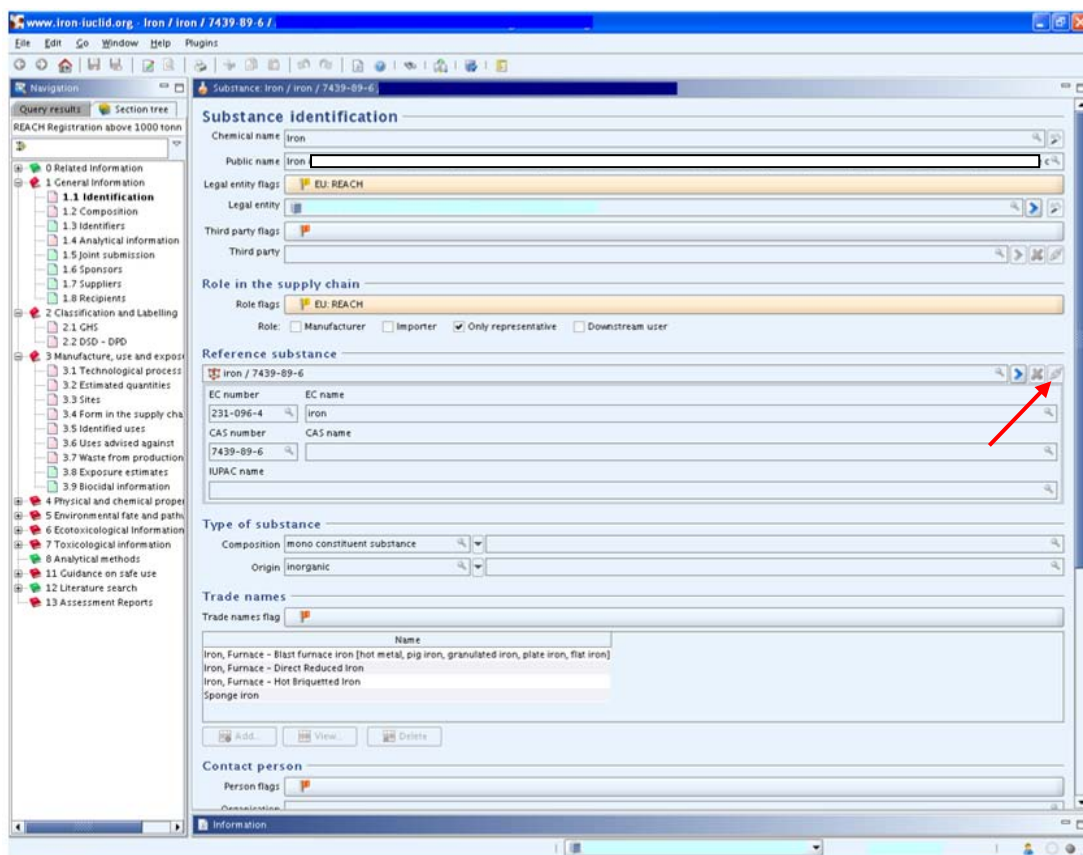 www.iron-iuclid.org - Iron / iron / 7439-89-6 /
File Edit Go Window Help Plugins
Navigation
Query results Section tree
REACH Registration above 1000 tonn
0 Related Information
1 General Information
1.1 Identification
1.2 Composition
1.3 Identifiers
1.4 Analytical information
1.5 Joint submission
1.6 Sponsors
1.7 Suppliers
1.8 Recipients
2 Classification and Labelling
2.1 GHS
2.2 DSD - DPD
3 Manufacture, use and expos
3.1 Technological process
3.2 Estimated quantities
3.3 Sites
3.4 Form in the supply cha
3.5 Identified uses
3.6 Uses advised against
3.7 Waste from production
3.8 Exposure estimates
3.9 Biocidal information
4 Physical and chemical prope
5 Environmental fate and path
6 Ecotoxicological Information
7 Toxicological information
8 Analytical methods
11 Guidance on safe use
12 Literature search
13 Assessment Reports
Substance: Iron / iron / 7439-89-6
Substance identification
Chemical name Iron
Public name Iron
Legal entity flags EU: REACH
Legal entity
Third party flags
Third party
Role in the supply chain
Role flags EU: REACH
Role: Manufacturer Importer Only representative Downstream user
Reference substance
iron / 7439-89-6
EC number EC name
231-096-4 iron
CAS number CAS name
7439-89-6
IUPAC name
Type of substance
Composition mono constituent substance
Origin inorganic
Trade names
Trade names flag
Name
Iron, Furnace - Blast furnace iron [hot metal, pig iron, granulated iron, plate iron, flat iron]
Iron, Furnace - Direct Reduced Iron
Iron, Furnace - Hot Briquetted Iron
Sponge iron
Add... View... Delete
Contact person
Person flags
Organisation
Information